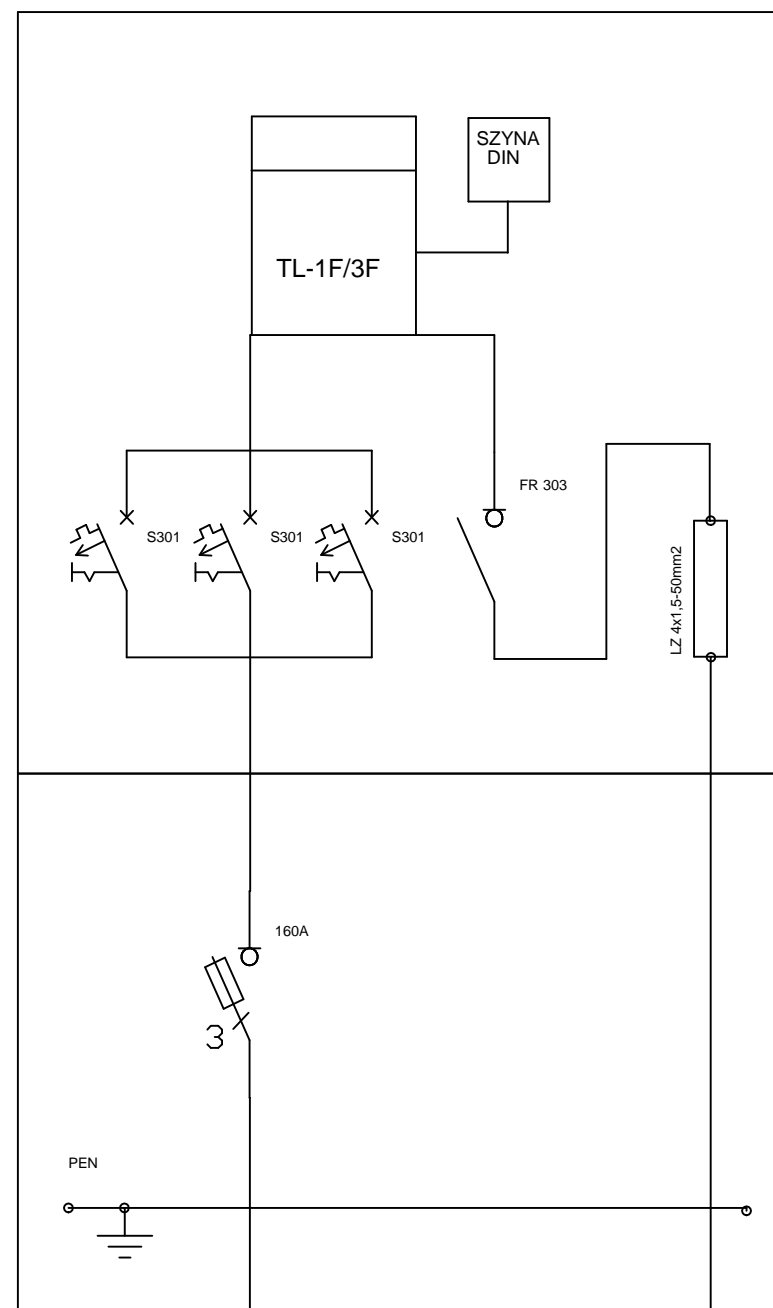 SZYNA
DIN
TL-1F/3F
FR 303
S301
S301
S301
LZ 4x1,5-50mm2
160A
3
PEN